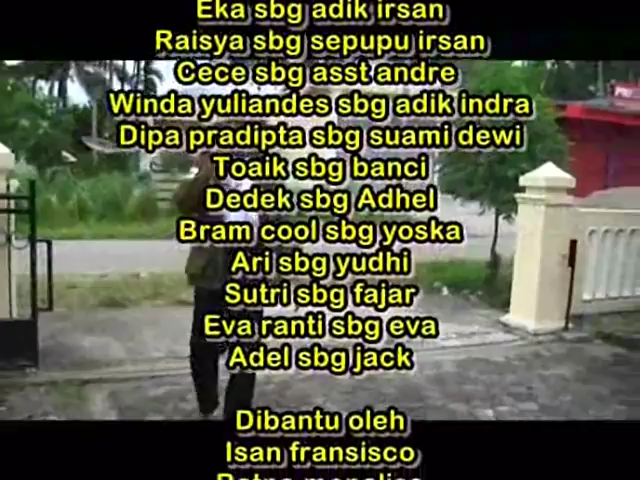 Eka sbg adik irsan
Raisya sbg sepupu irsan
Cece sbg asst andre
Winda yuliandes sbg adik indra
Dipa pradipta sbg suami dewi
Toaik sbg banci
Dedek sbg Adhel
Bram cool sbg yoska
Ari sbg yudhi
Sutri sbg fajar
Eva ranti sbg eva
Adel sbg jack
Dibantu oleh
Isan fransisco